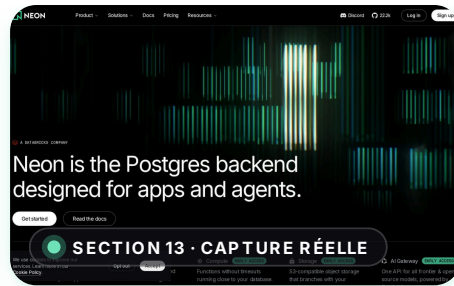 NEON
Product
Solutions
Docs
Pricing
Resources
Discord
22.2k
Log in
Sign up
A DATABRICKS COMPANY
Neon is the Postgres backend
designed for apps and agents.
Get started
Read the docs
SECTION 13 · CAPTURE RÉELLE
Cookie Policy
Opt out
Accept
Compute
Functions without timeouts
running close to your database.
Storage
S3-compatible object storage
that branches with your
AI Gateway
One API for all frontier & open
source models, powered by